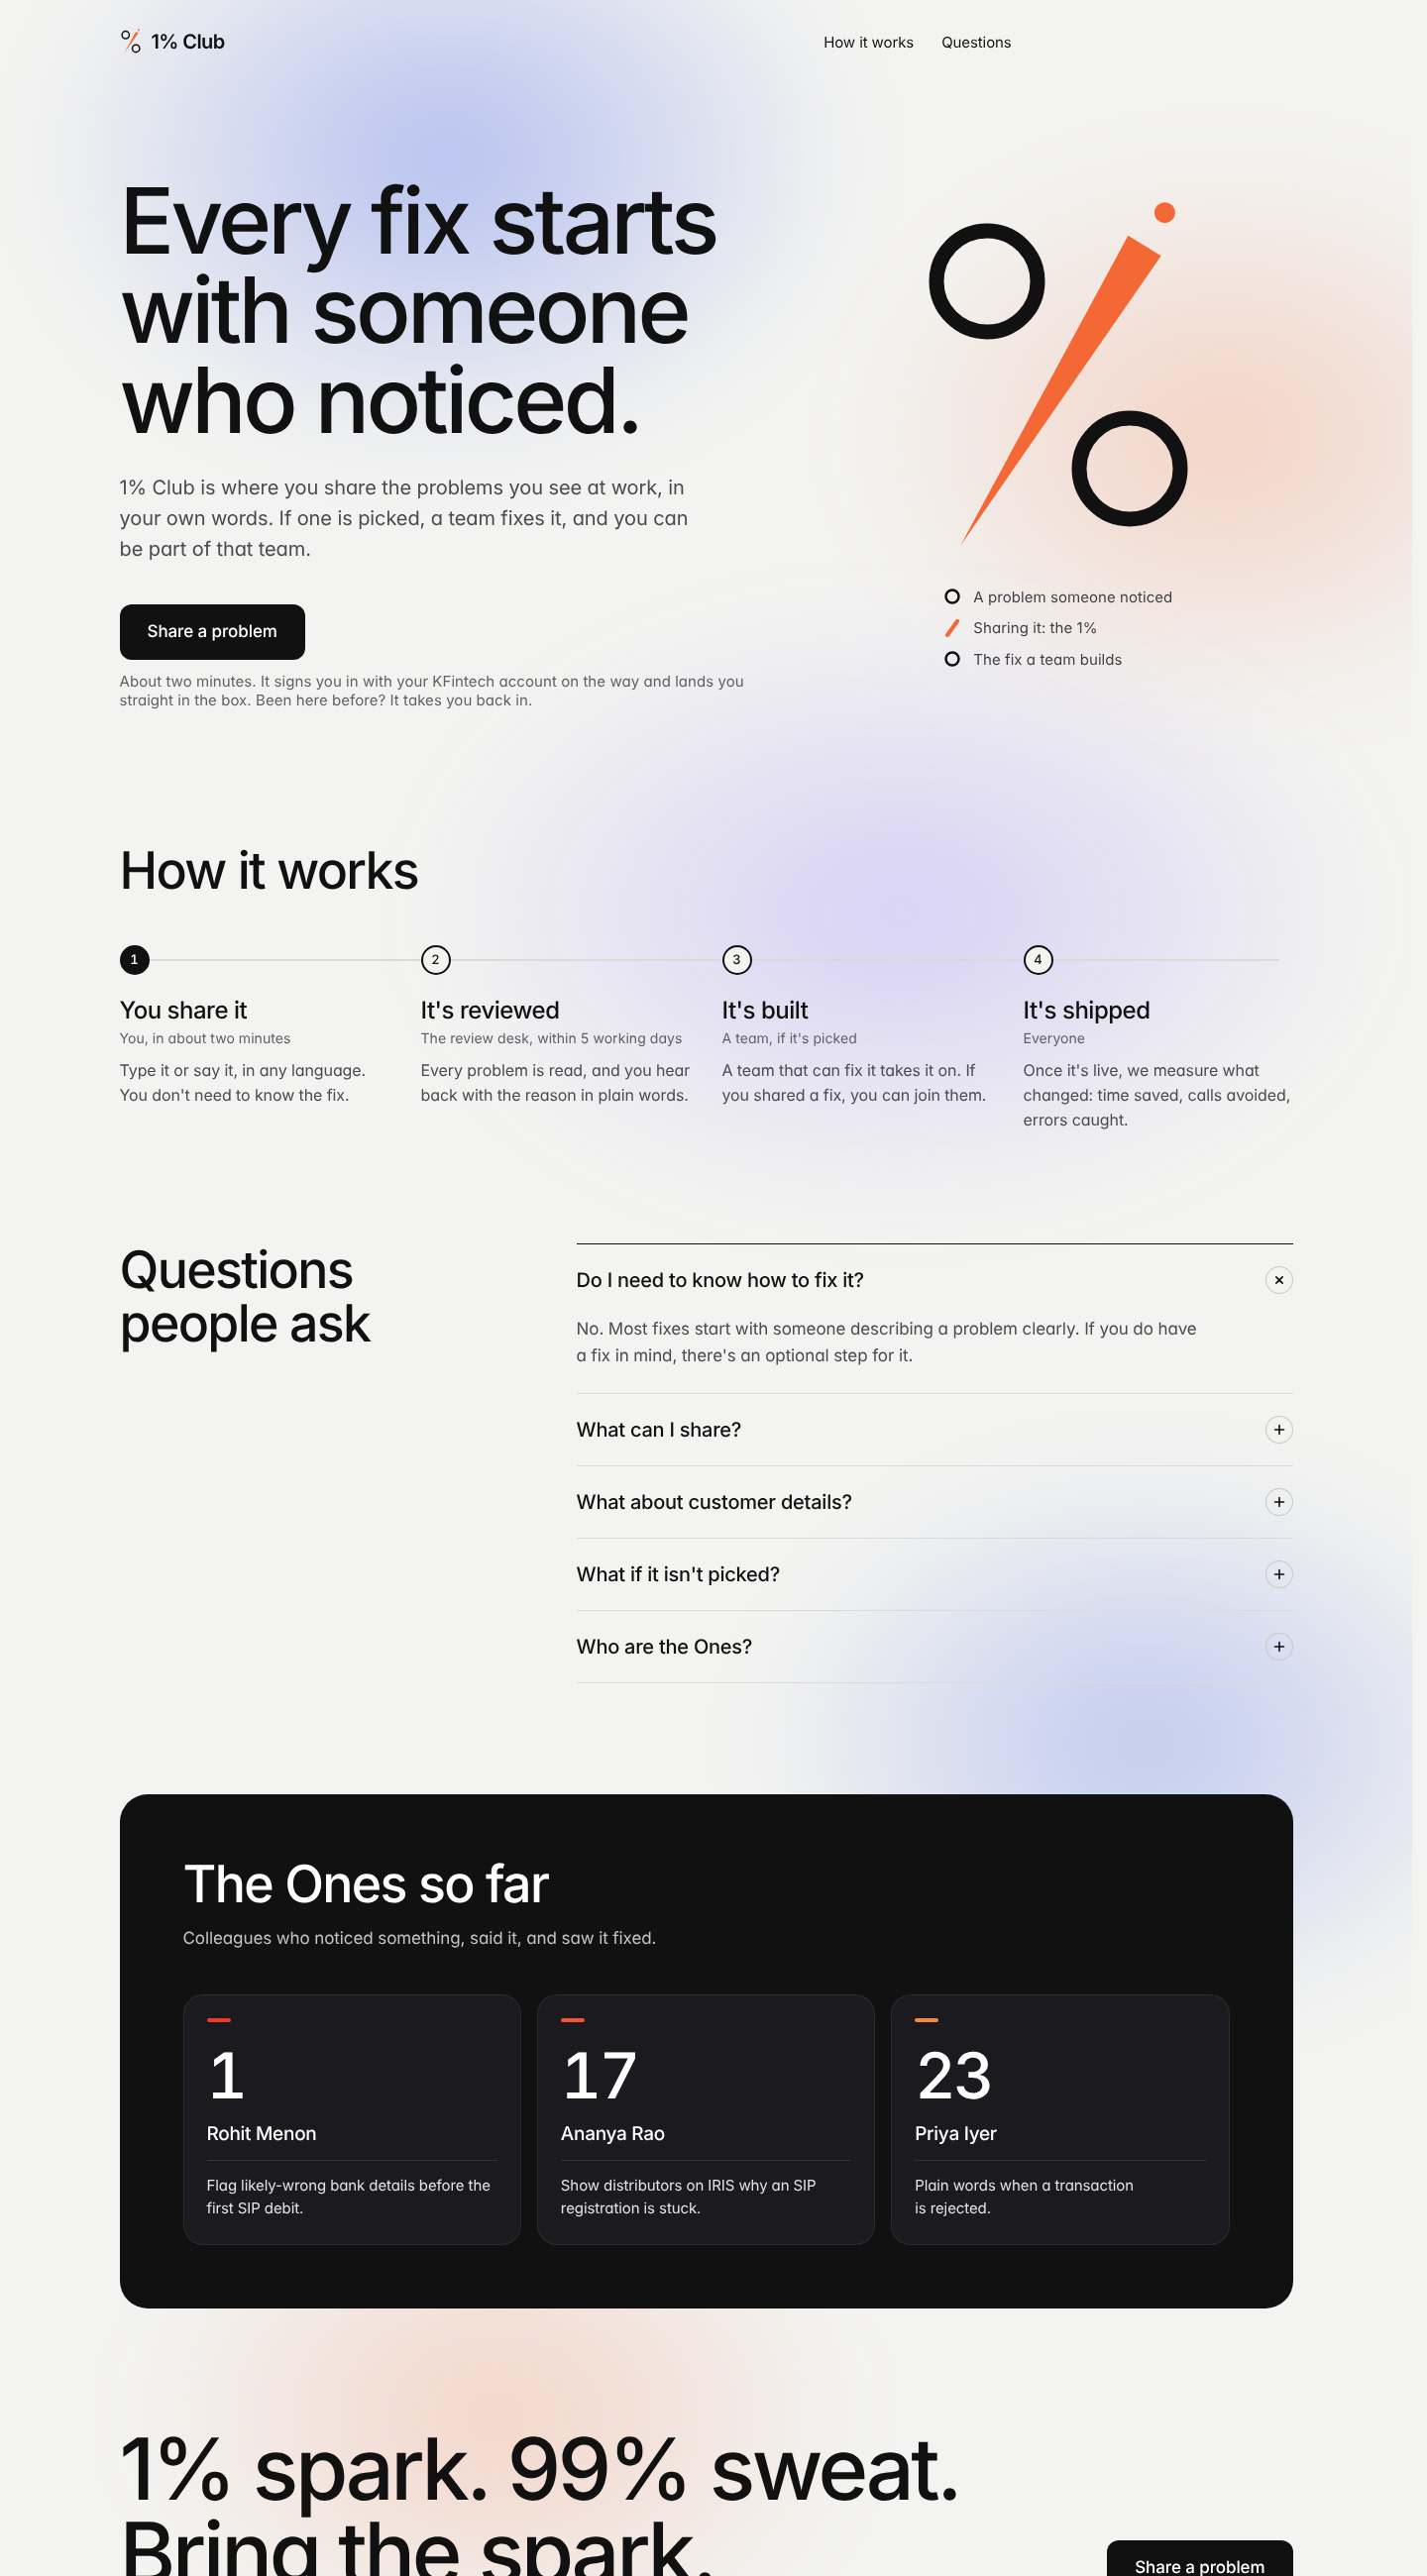 1% Club
How it works
Questions
Every fix starts
with someone
who noticed.
1% Club is where you share the problems you see at work, in
your own words. If one is picked, a team fixes it, and you can
be part of that team.
Share a problem
About two minutes. It signs you in with your KFintech account on the way and lands you
straight in the box. Been here before? It takes you back in.
A problem someone noticed
Sharing it: the 1%
The fix a team builds
How it works
1
You share it
You, in about two minutes
Type it or say it, in any language.
You don't need to know the fix.
2
It's reviewed
The review desk, within 5 working days
Every problem is read, and you hear
back with the reason in plain words.
3
It's built
A team, if it's picked
A team that can fix it takes it on. If
you shared a fix, you can join them.
4
It's shipped
Everyone
Once it's live, we measure what
changed: time saved, calls avoided,
errors caught.
Questions
people ask
Do I need to know how to fix it?
No. Most fixes start with someone describing a problem clearly. If you do have
a fix in mind, there's an optional step for it.
What can I share?
What about customer details?
What if it isn't picked?
Who are the Ones?
The Ones so far
Colleagues who noticed something, said it, and saw it fixed.
1
Rohit Menon
Flag likely-wrong bank details before the
first SIP debit.
17
Ananya Rao
Show distributors on IRIS why an SIP
registration is stuck.
23
Priya Iyer
Plain words when a transaction
is rejected.
1% spark. 99% sweat.
Bring the spark.
Share a problem